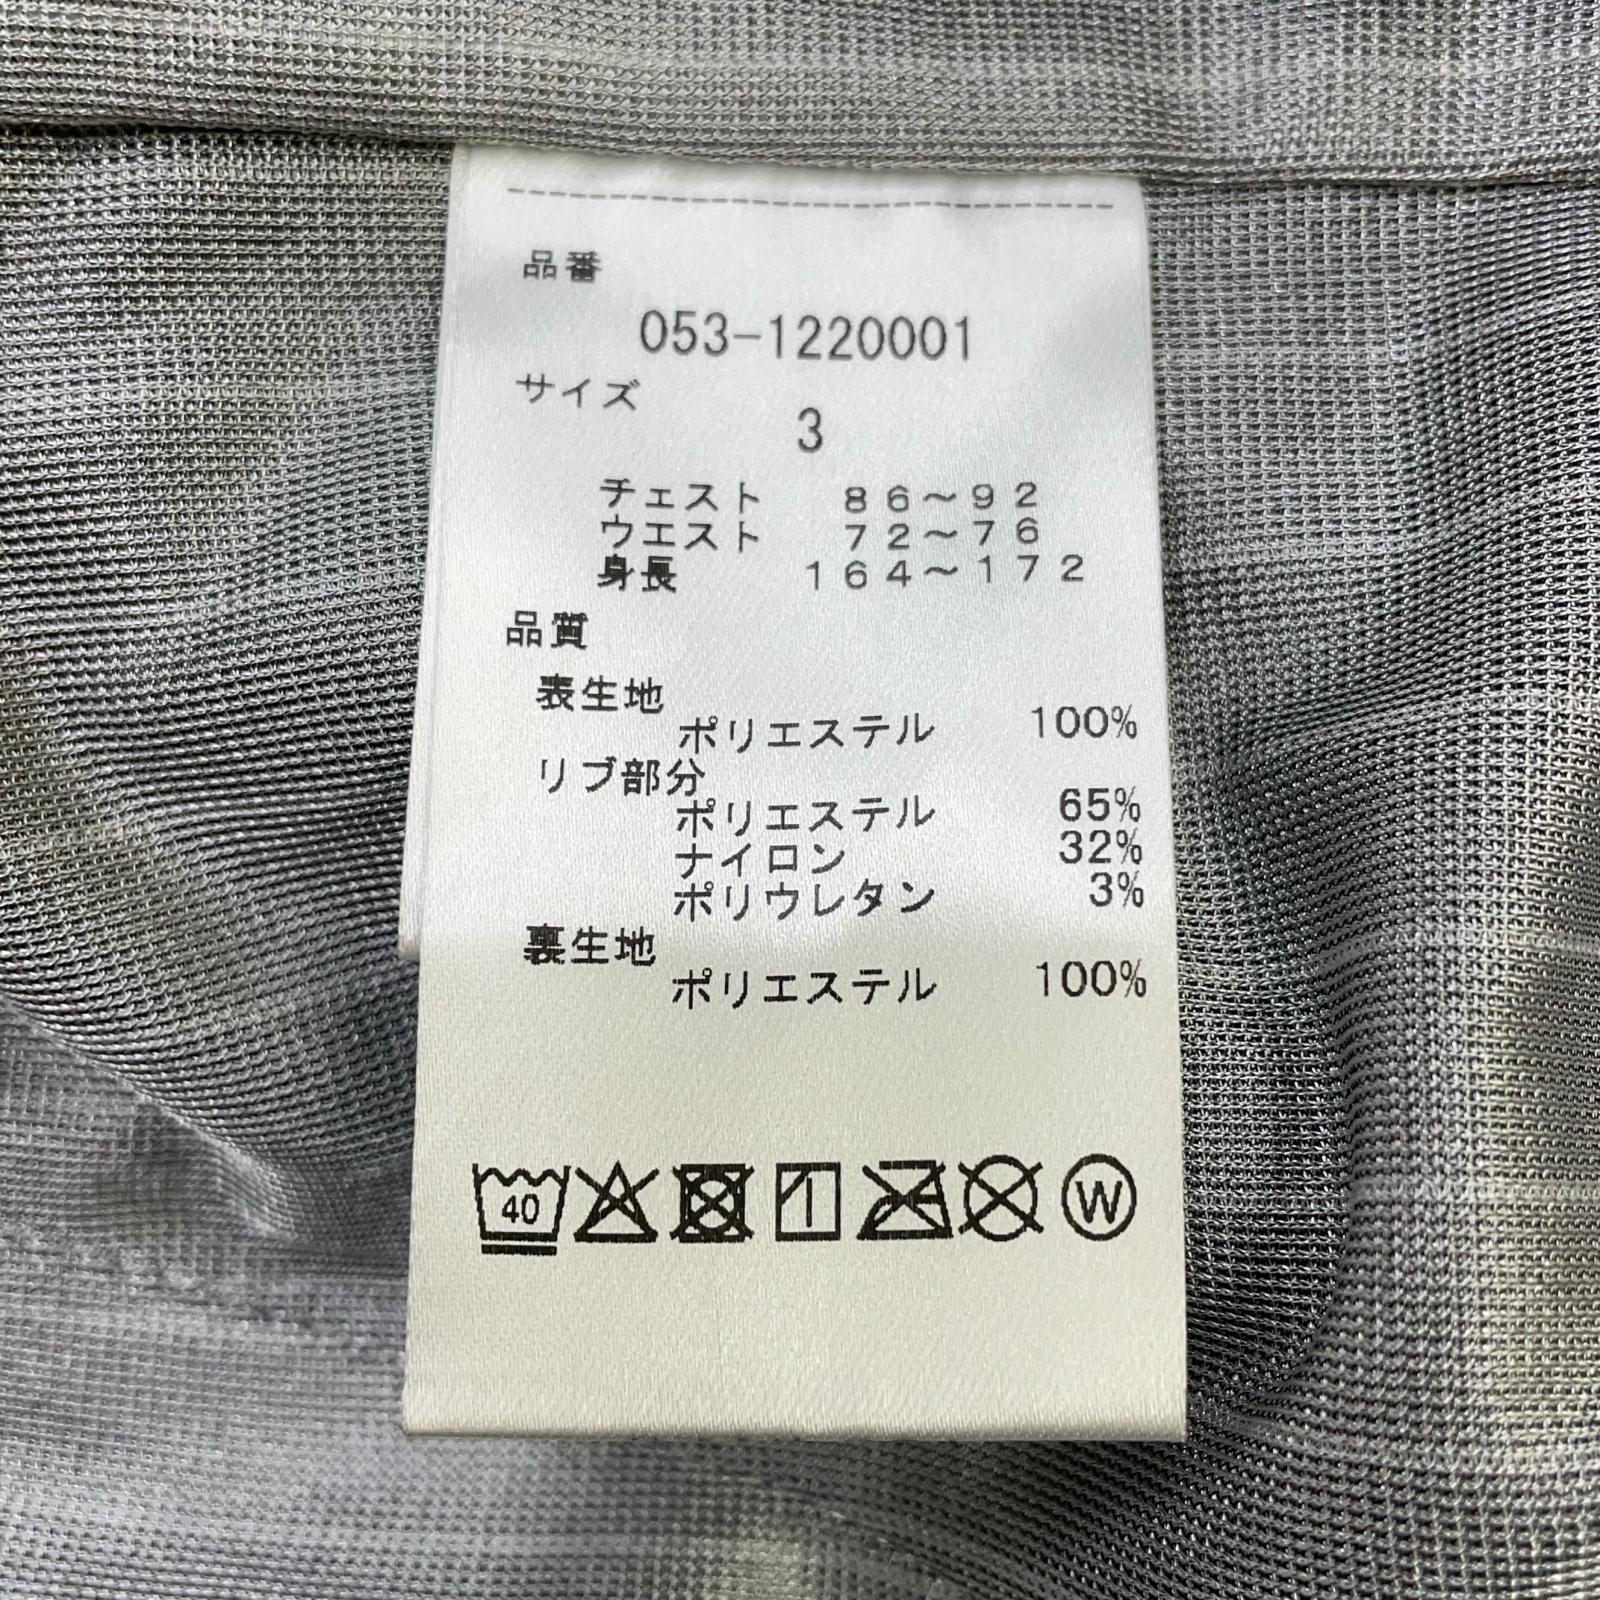 品番
053-1220001
サイズ
3
チェスト 86～92
ウエスト 72～76
身長 164～172
品質
表生地
ポリエステル 100%
リブ部分
ポリエステル 65%
ナイロン 32%
ポリウレタン 3%
裏生地
ポリエステル 100%
40 W